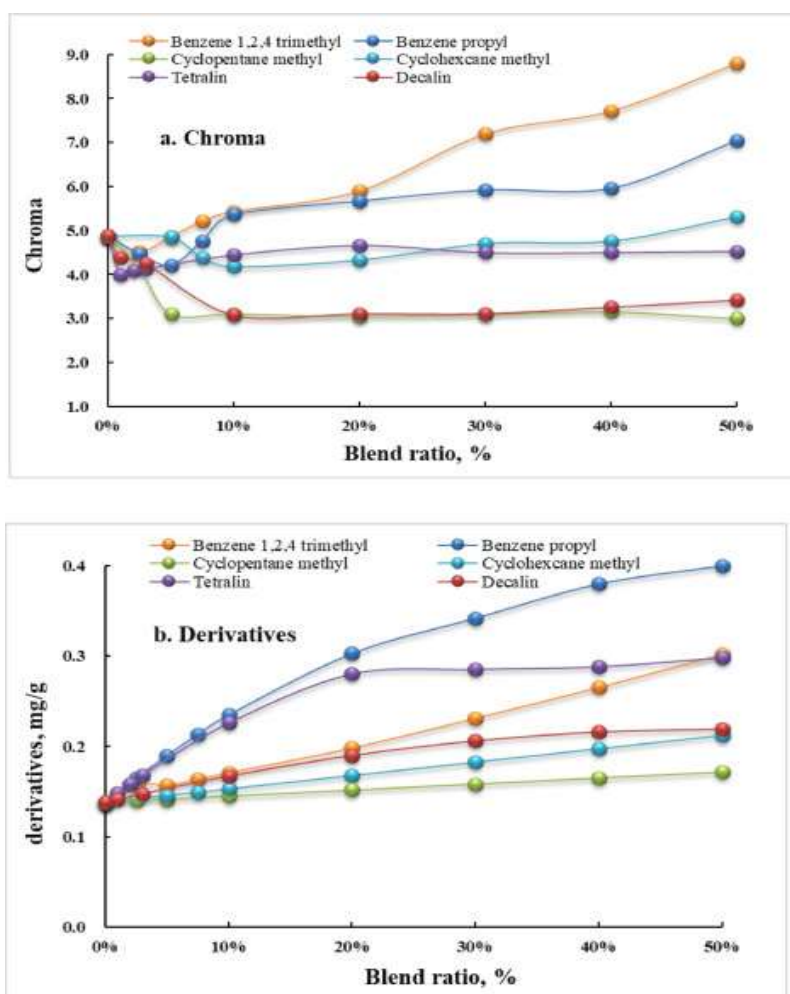 Benzene 1,2,4 trimethyl Benzene propyl
Cyclopentane methyl Cyclohexcane methyl
Tetralin Decalin
a. Chroma
Chroma
9.0
8.0
7.0
6.0
5.0
4.0
3.0
2.0
1.0
0% 10% 20% 30% 40% 50%
Blend ratio, %
Benzene 1,2,4 trimethyl Benzene propyl
Cyclopentane methyl Cyclohexcane methyl
Tetralin Decalin
b. Derivatives
derivatives, mg/g
0.4
0.3
0.2
0.1
0.0
0% 10% 20% 30% 40% 50%
Blend ratio, %